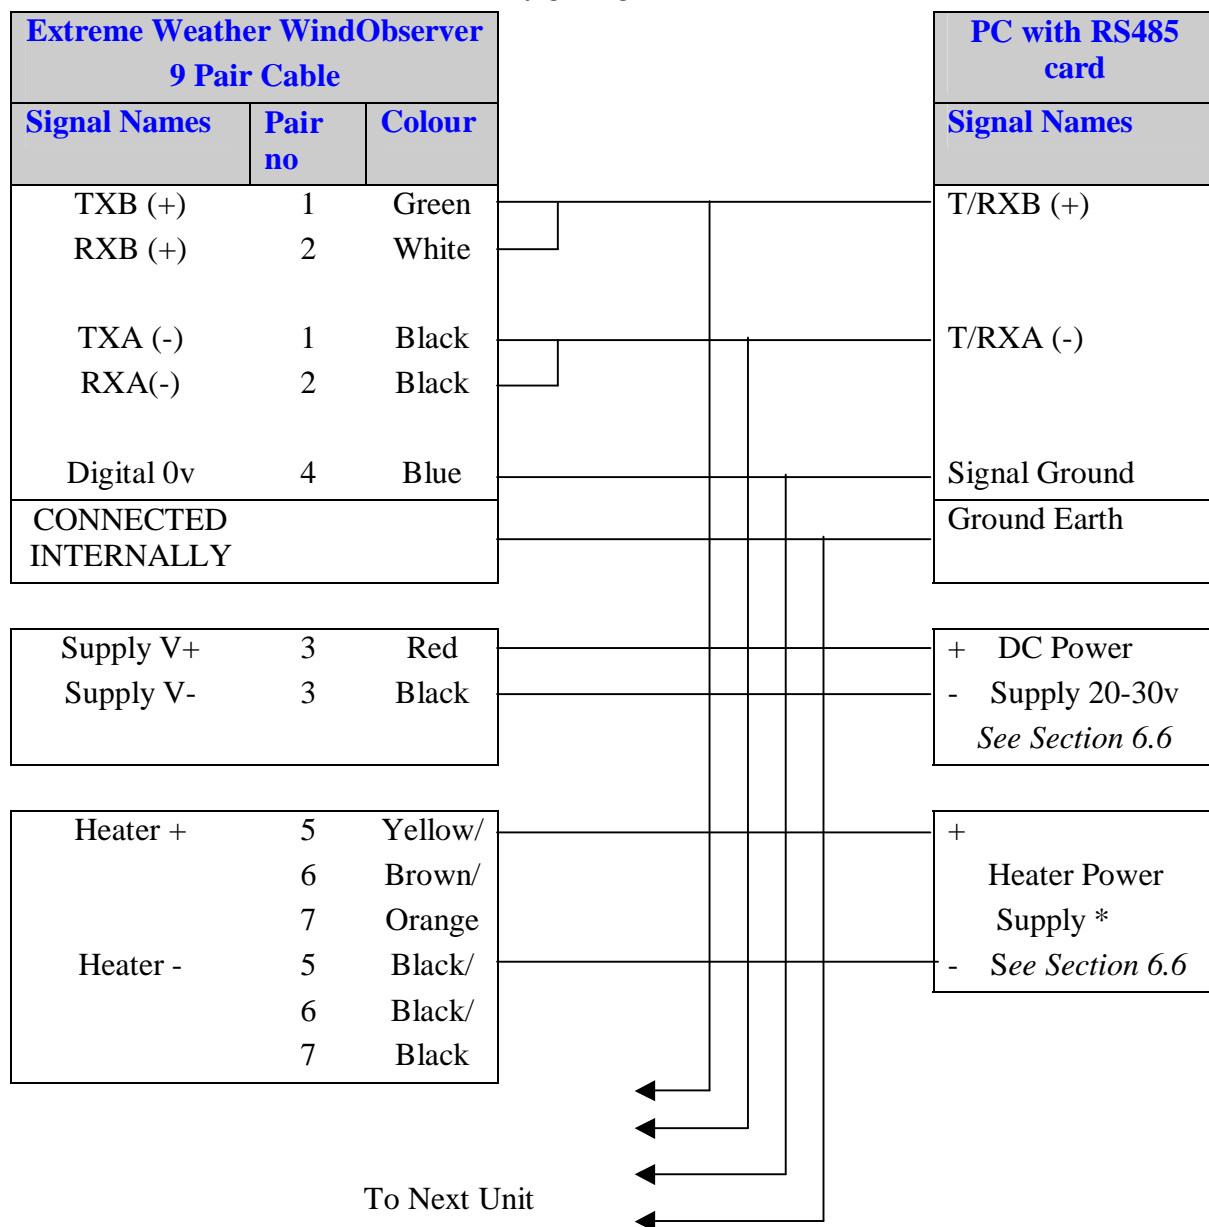 Extreme Weather WindObserver
9 Pair Cable
PC with RS485
card
Signal Names Pair no Colour
Signal Names
TXB (+) 1 Green T/RXB (+)
RXB (+) 2 White
TXA (-) 1 Black T/RXA (-)
RXA(-) 2 Black
Digital 0v 4 Blue Signal Ground
CONNECTED
INTERNALLY
Ground Earth
Supply V+ 3 Red + DC Power
Supply V- 3 Black - Supply 20-30v
See Section 6.6
Heater + 5 Yellow/ +
6 Brown/ Heater Power
7 Orange Supply *
Heater - 5 Black/ - See Section 6.6
6 Black/
7 Black
To Next Unit